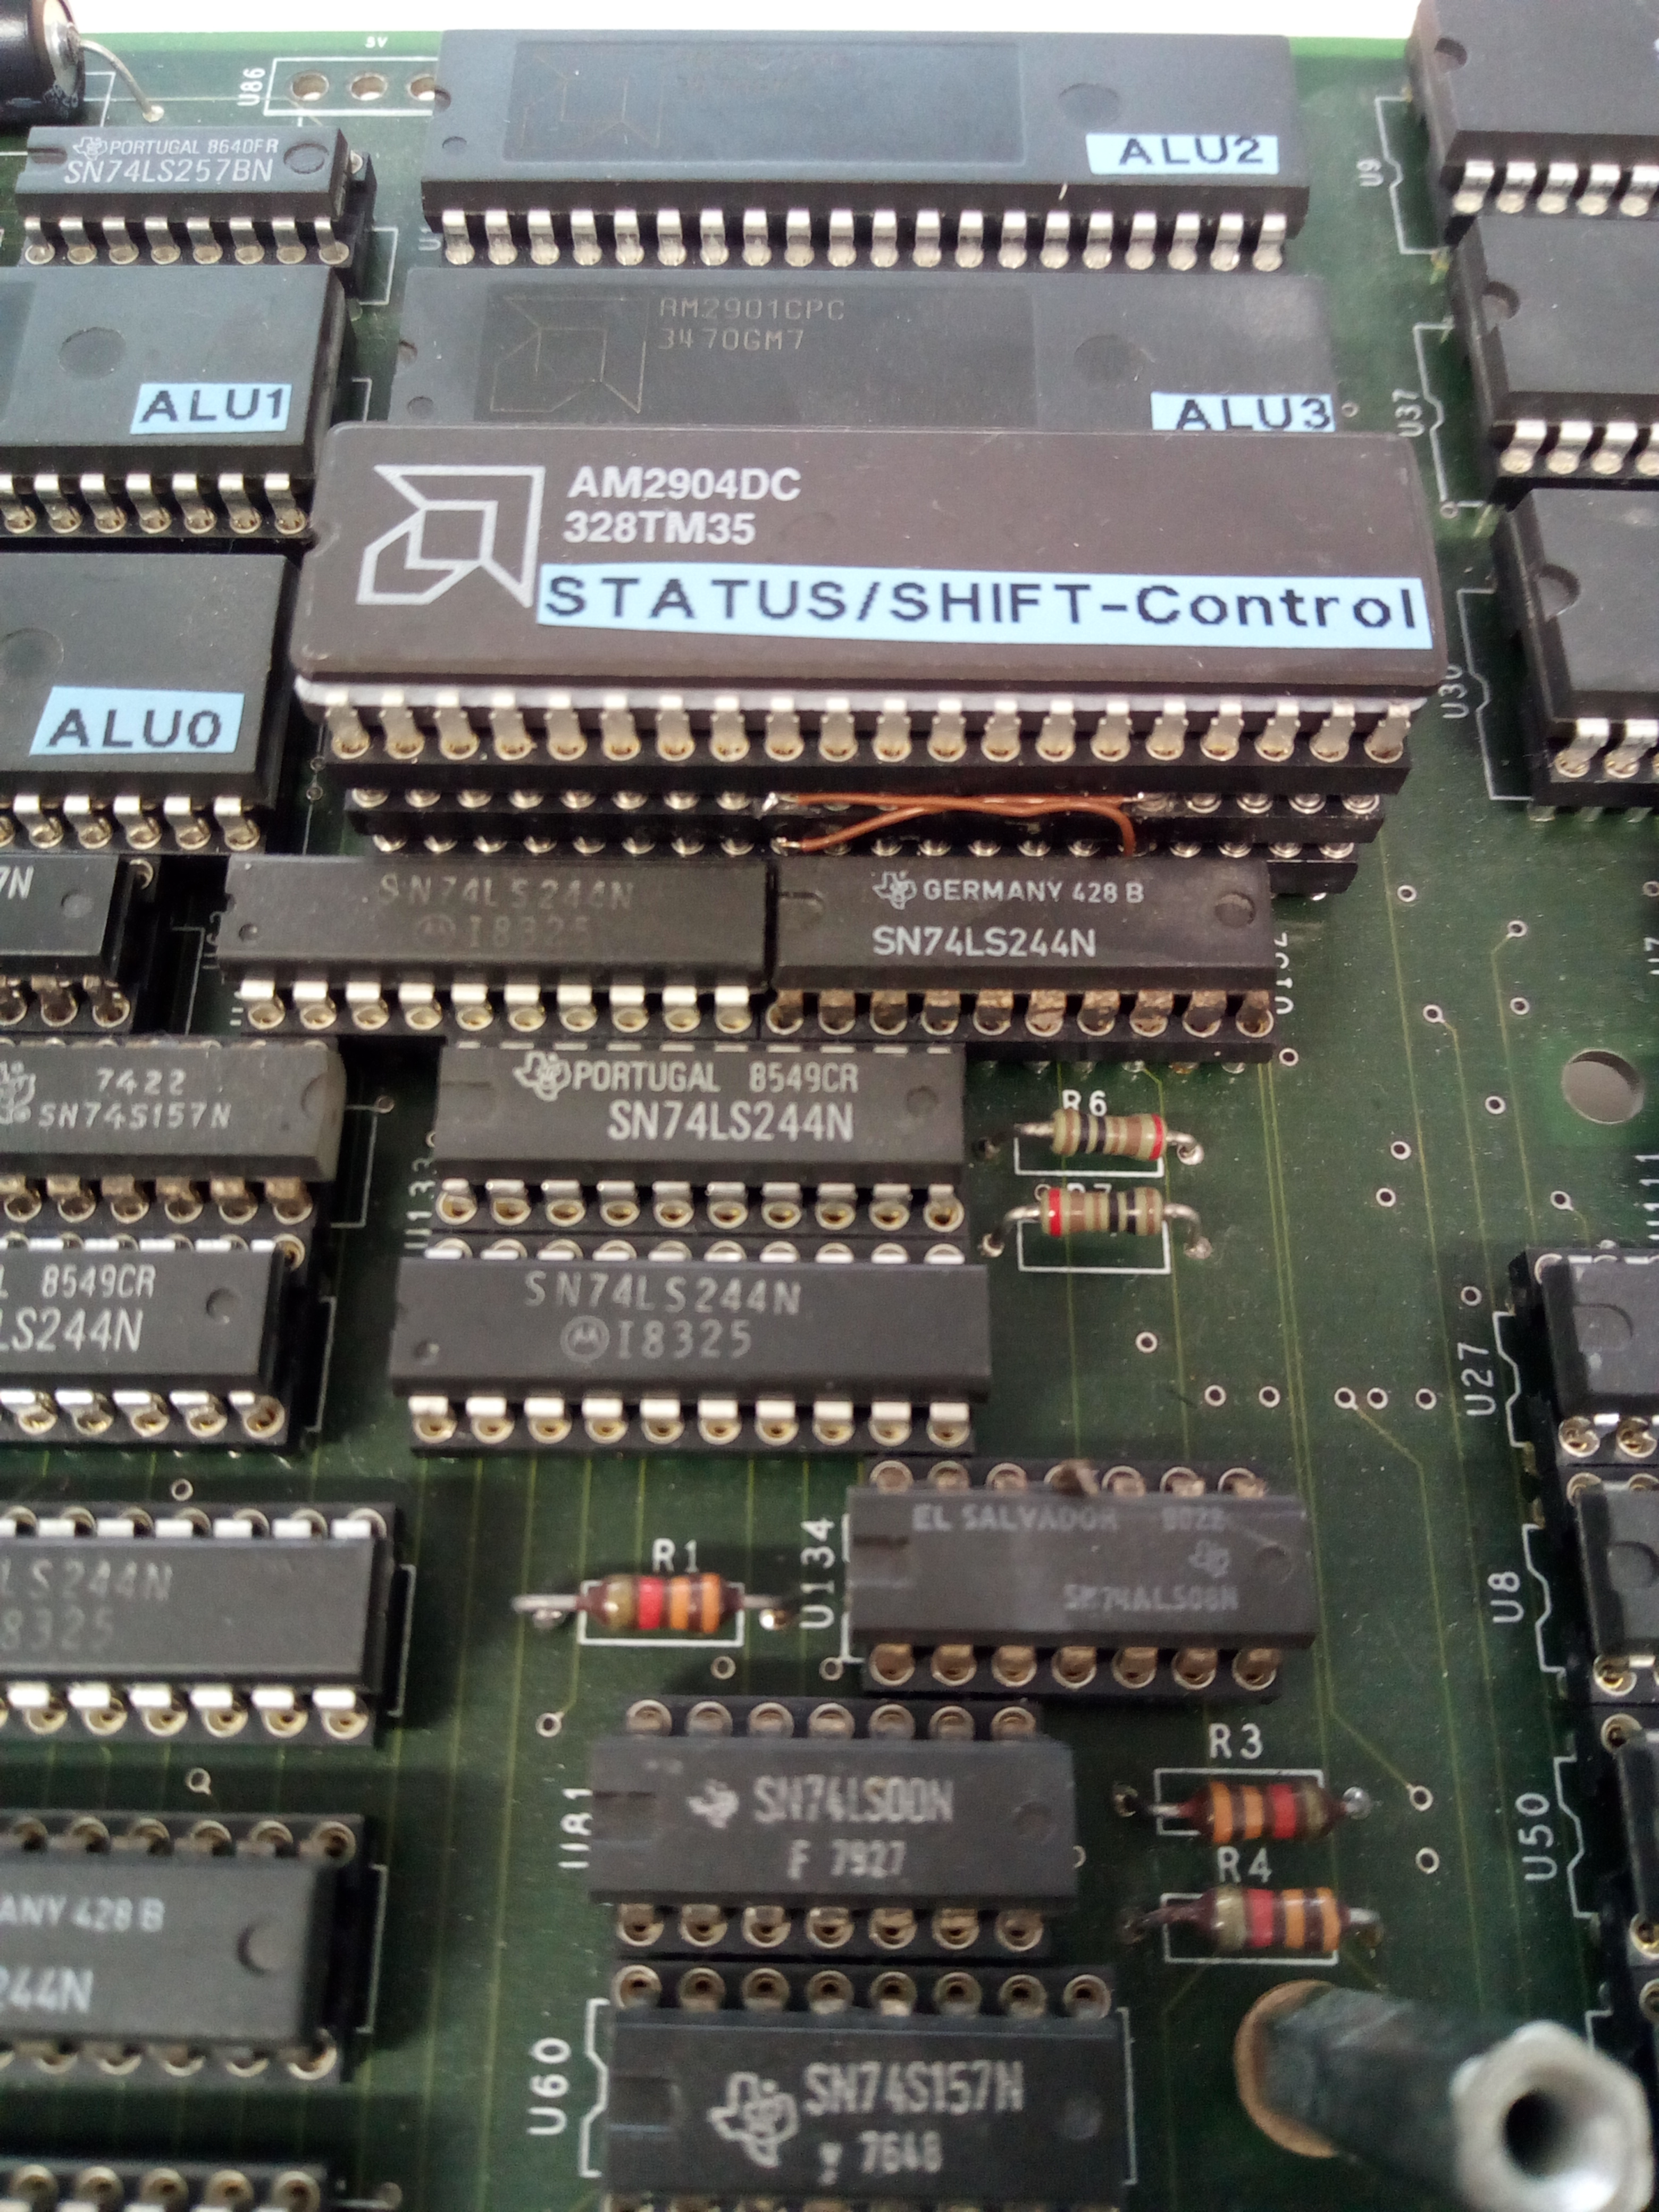 5V
U86
PORTUGAL 8640FR
SN74LS257BN
ALU2
U9
AM2901CPC
3470GM7
ALU1
ALU3
U37
AM2904DC
328TM35
STATUS/SHIFT-Control
ALU0
U30
7N
SN74LS244N
I8325
GERMANY 428 B
SN74LS244N
U132
7422
SN74S157N
PORTUGAL 8549CR
SN74LS244N
R6
U133
R7
U111
L 8549CR
LS244N
SN74LS244N
I8325
U27
EL SALVADOR
SN74ALS08N
R1
U134
U8
LS244N
8325
R3
SN74LS00N
F 7927
U81
R4
U50
ANY 428 B
244N
U60
SN74S157N
y 7648